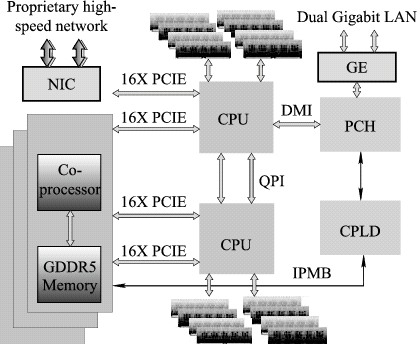 Proprietary high-
speed network
Dual Gigabit LAN
NIC
16X PCIE
GE
16X PCIE
CPU
DMI
PCH
Co-
processor
QPI
16X PCIE
CPU
CPLD
16X PCIE
GDDR5
Memory
IPMB